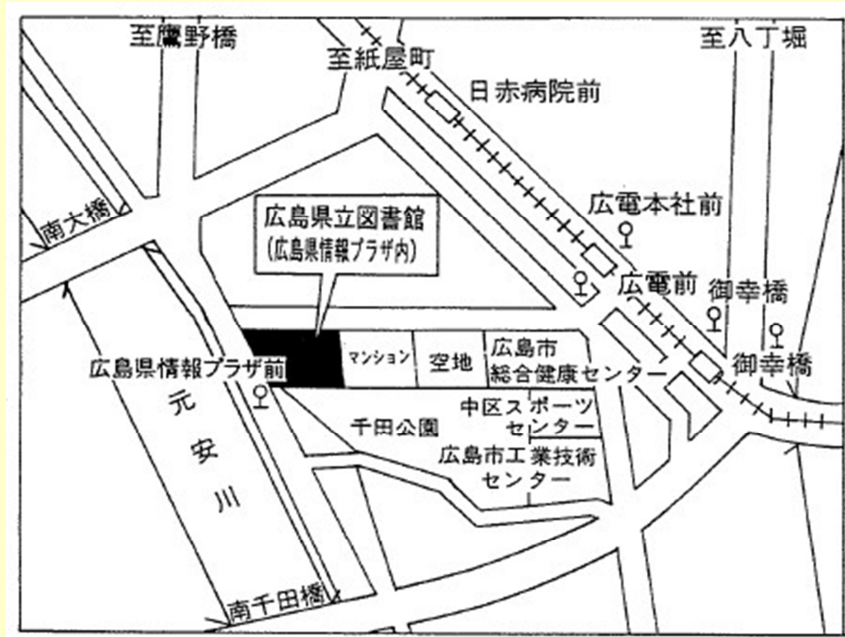 至鷹野橋
至紙屋町
至八丁堀
日赤病院前
南大橋
広島県立図書館
(広島県情報プラザ内)
広電本社前
広電前
御幸橋
御幸橋
広島県情報プラザ前
マンション
空地
広島市
総合健康センター
元安川
千田公園
中区スポーツ
センター
広島市工業技術
センター
南千田橋